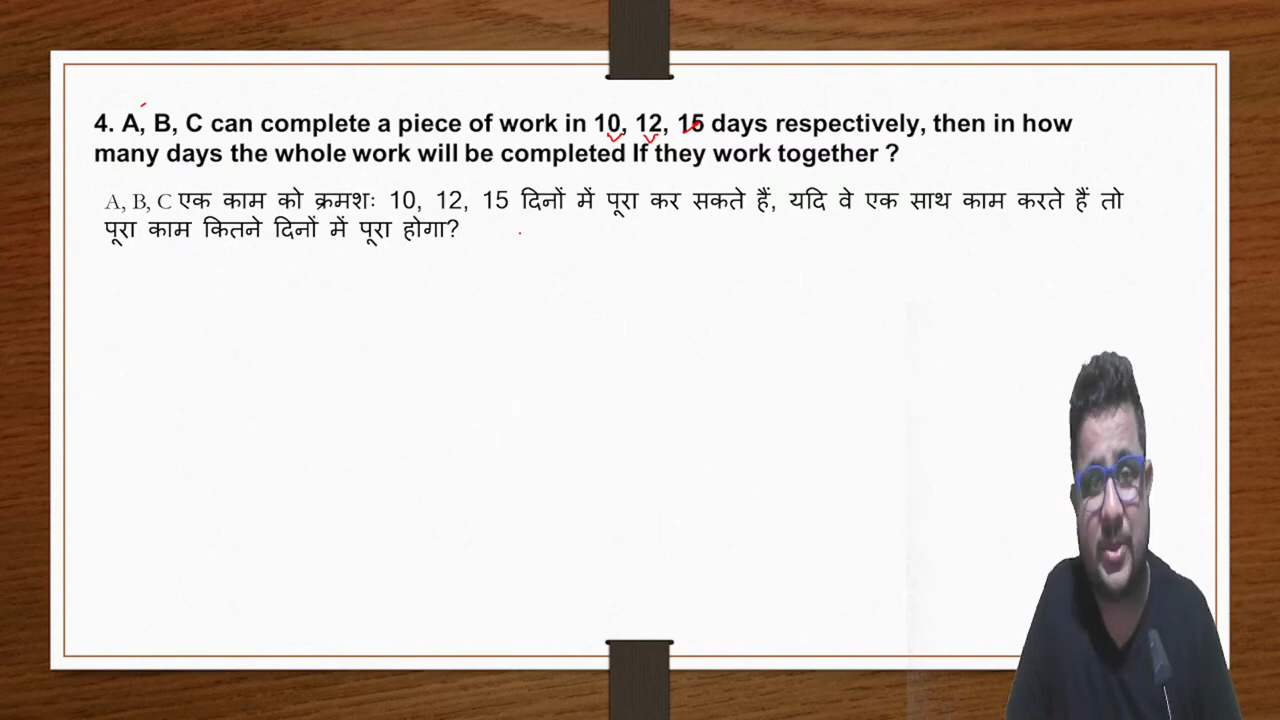 4. A, B, C can complete a piece of work in 10, 12, 15 days respectively, then in how
many days the whole work will be completed If they work together ?
A, B, C एक काम को क्रमशः 10, 12, 15 दिनों में पूरा कर सकते हैं, यदि वे एक साथ काम करते हैं तो
पूरा काम कितने दिनों में पूरा होगा?